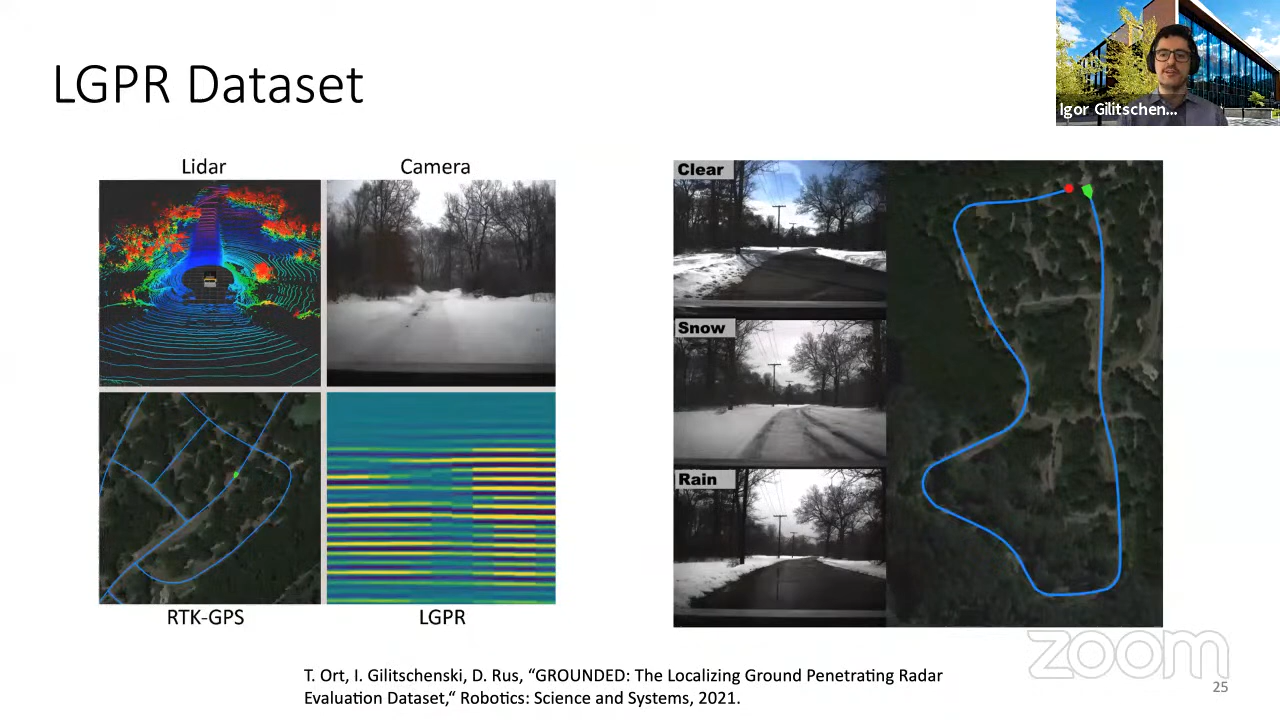 LGPR Dataset
Igor Gilitschen...
Lidar
Camera
RTK-GPS
LGPR
Clear
Snow
Rain
T. Ort, I. Gilitschenski, D. Rus, “GROUNDED: The Localizing Ground Penetrating Radar
Evaluation Dataset,“ Robotics: Science and Systems, 2021.
zoom
25